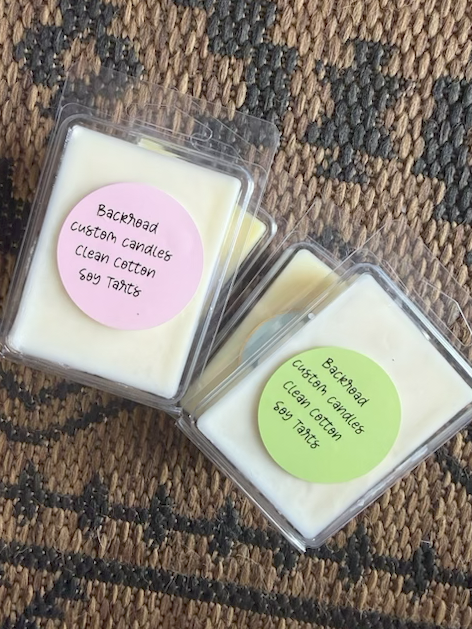 Backroad
custom candles
Clean Cotton
Soy Tarts
Backroad
custom candles
Clean Cotton
Soy Tarts